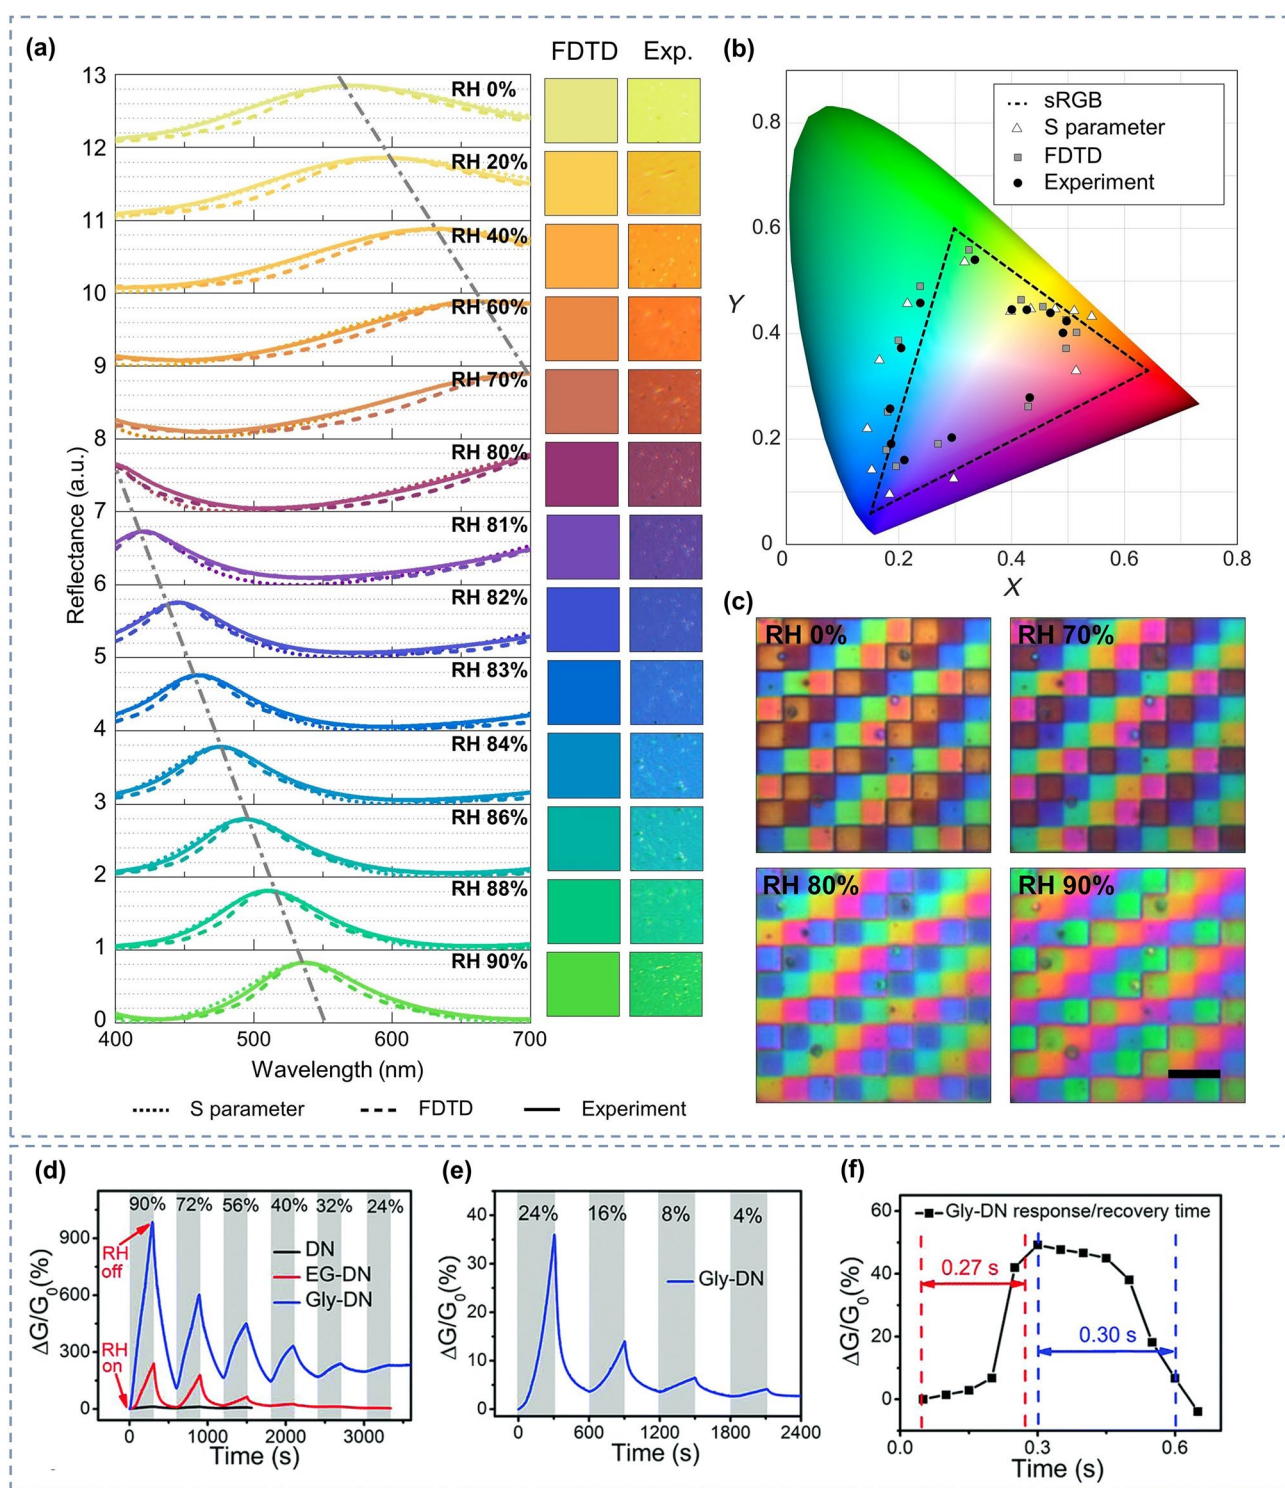 (a)
FDTD Exp.
13
RH 0%
12
RH 20%
11
RH 40%
10
RH 60%
9
RH 70%
8
RH 80%
7
RH 81%
6
RH 82%
5
RH 83%
4
RH 84%
3
RH 86%
2
RH 88%
1
RH 90%
0
Reflectance (a.u.)
400 500 600 700
Wavelength (nm)
S parameter FDTD Experiment
(b)
sRGB
S parameter
FDTD
Experiment
0.8
0.6
Y
0.4
0.2
0
0 0.2 0.4 0.6 0.8
X
(c)
RH 0% RH 70%
RH 80% RH 90%
(d)
90% 72% 56% 40% 32% 24%
RH
off
DN
EG-DN
Gly-DN
RH
on
900
600
300
0
ΔG/G0(%)
0 1000 2000 3000
Time (s)
(e)
24% 16% 8% 4%
Gly-DN
40
30
20
10
0
ΔG/G0(%)
0 600 1200 1800 2400
Time (s)
(f)
Gly-DN response/recovery time
0.27 s
0.30 s
60
40
20
0
ΔG/G0(%)
0.0 0.3 0.6
Time (s)